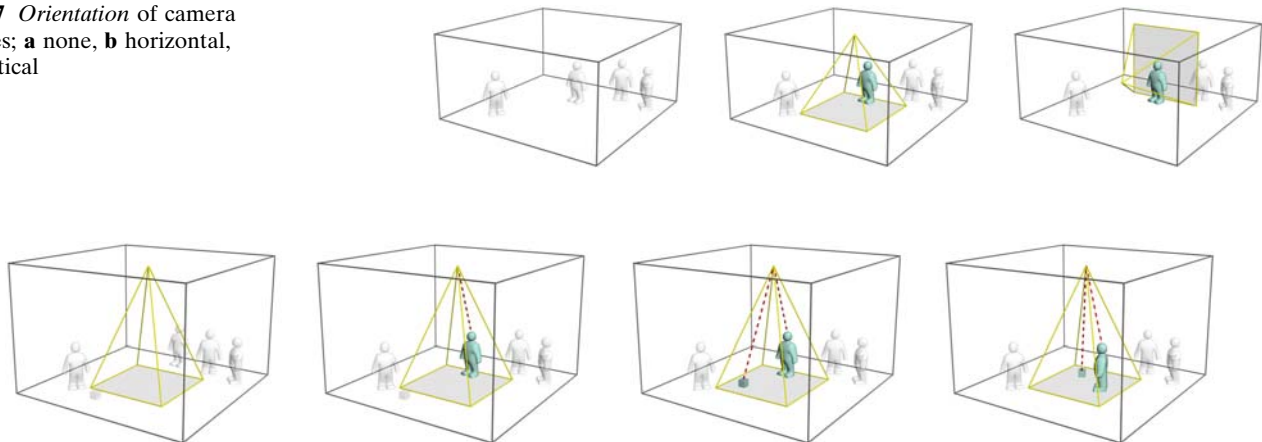 7 Orientation of camera
es; a none, b horizontal,
tical